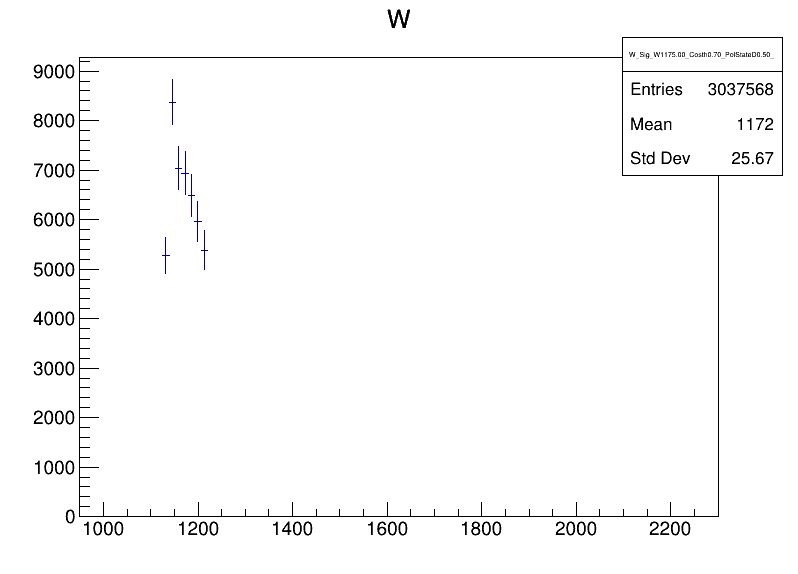 W
W_Sig_W1175.00_Costh0.70_PolStateD0.50_
Entries 3037568
Mean 1172
Std Dev 25.67
9000
8000
7000
6000
5000
4000
3000
2000
1000
0
1000 1200 1400 1600 1800 2000 2200